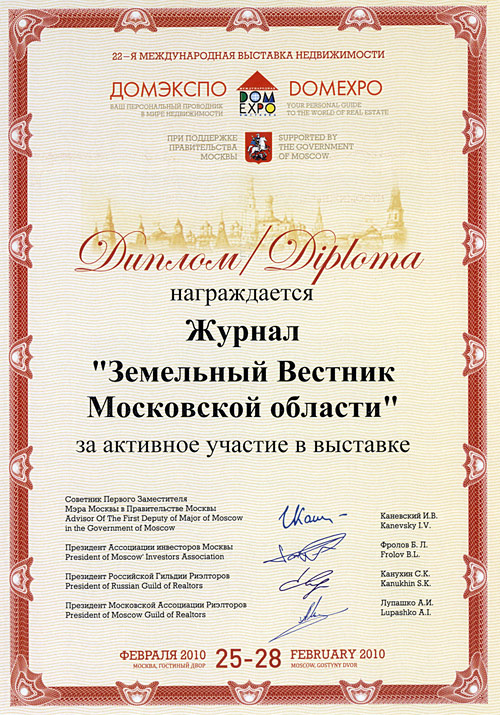 22–Я МЕЖДУНАРОДНАЯ ВЫСТАВКА НЕДВИЖИМОСТИ
ДОМЭКСПО
ВАШ ПЕРСОНАЛЬНЫЙ ПРОВОДНИК
В МИРЕ НЕДВИЖИМОСТИ
МЕЖДУНАРОДНАЯ
DOM
EXPO
ВЫСТАВКА
DOMEXPO
YOUR PERSONAL GUIDE
TO THE WORLD OF REAL ESTATE
ПРИ ПОДДЕРЖКЕ
ПРАВИТЕЛЬСТВА
МОСКВЫ
SUPPORTED BY
THE GOVERNMENT
OF MOSCOW
Диплом/Diploma
награждается
Журнал
"Земельный Вестник
Московской области"
за активное участие в выставке
Советник Первого Заместителя
Мэра Москвы в Правительстве Москвы
Advisor Of The First Deputy of Major of Moscow
in the Government of Moscow
Каневский И.В.
Kanevsky I.V.
Президент Ассоциации инвесторов Москвы
President of Moscow' Investors Association
Фролов Б. Л.
Frolov B.L.
Президент Российской Гильдии Риэлторов
President of Russian Guild of Realtors
Канухин С.К.
Kanukhin S.K.
Президент Московской Ассоциации Риэлторов
President of Moscow Guild of Realtors
Лупашко А.И.
Lupashko A.I.
ФЕВРАЛЯ 2010
МОСКВА, ГОСТИНЫЙ ДВОР
25-28
FEBRUARY 2010
MOSCOW, GOSTYNY DVOR